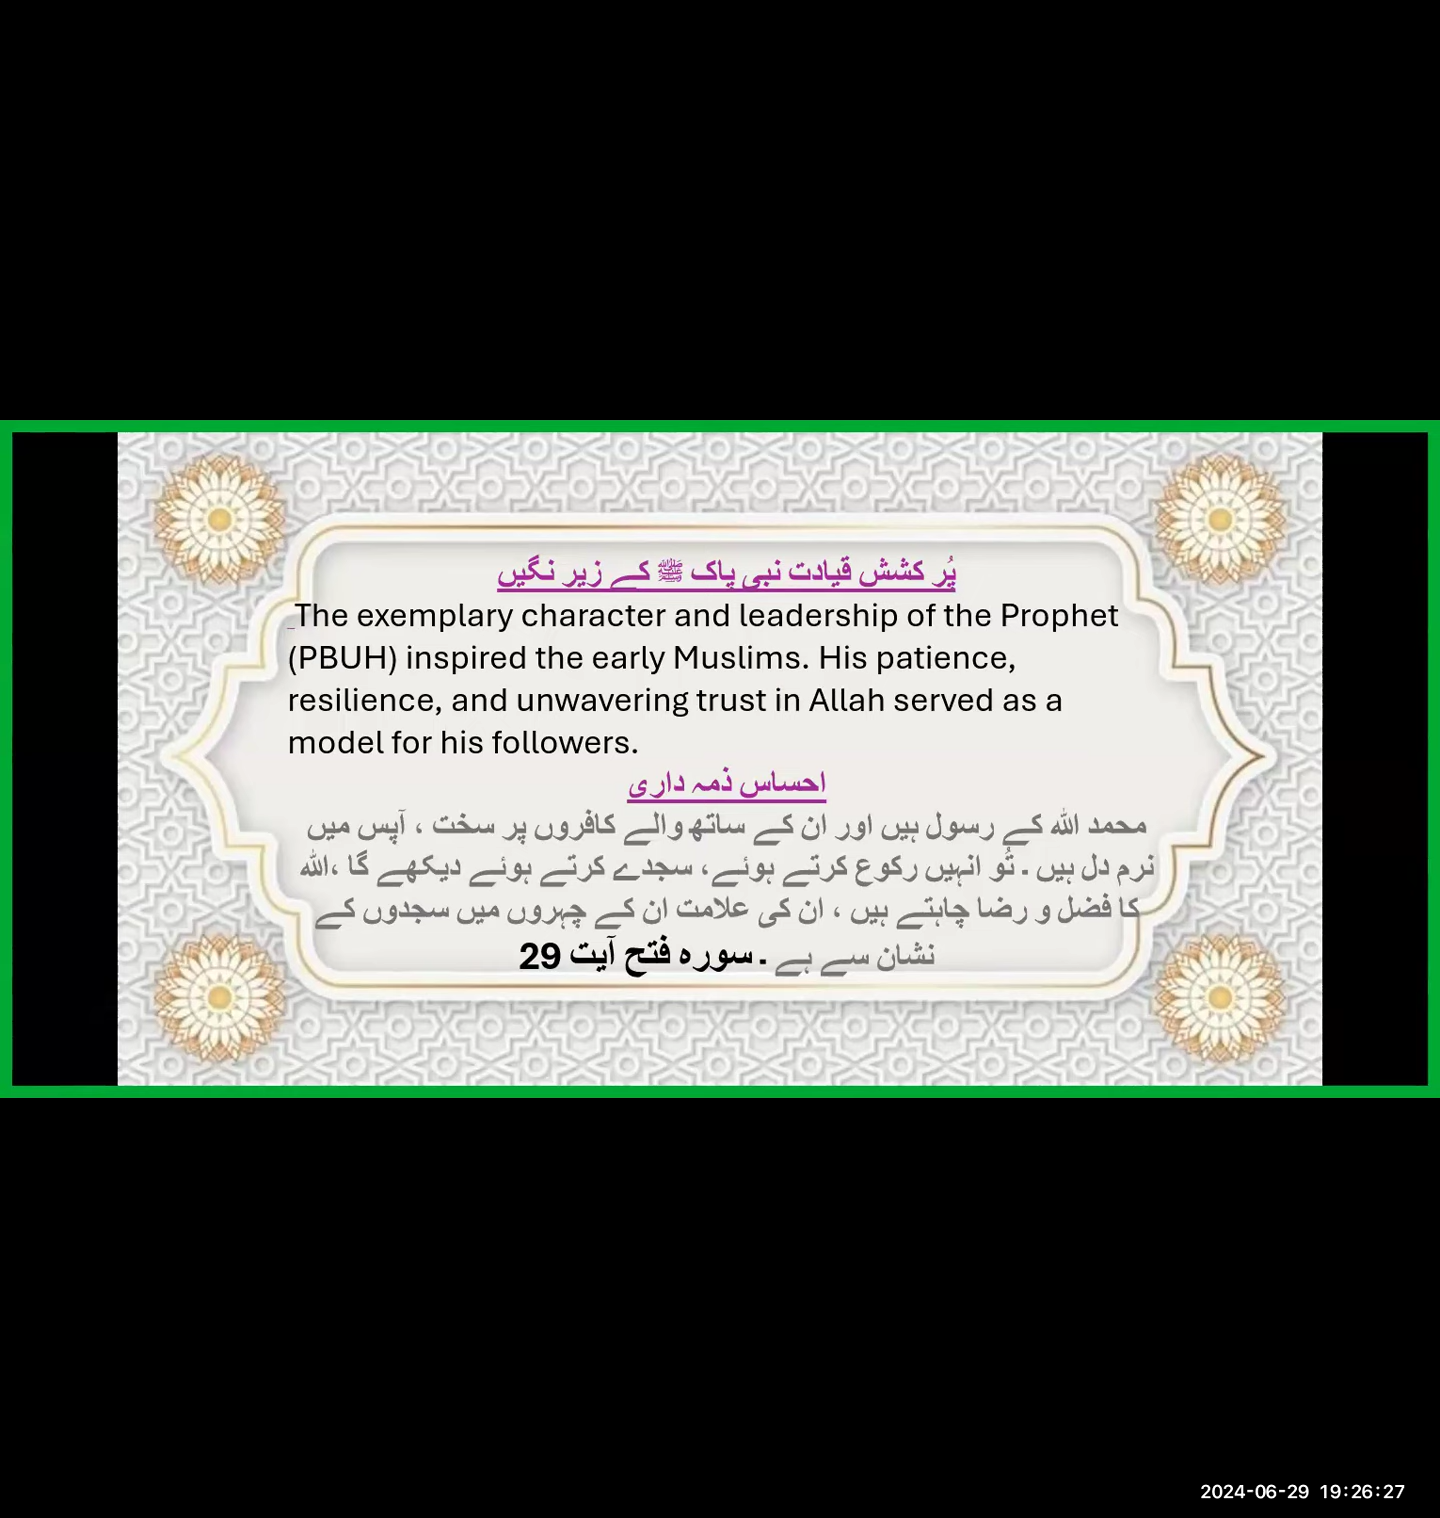 پُر کشش قیادت نبی پاک ﷺ کے زیر نگیں
The exemplary character and leadership of the Prophet
(PBUH) inspired the early Muslims. His patience,
resilience, and unwavering trust in Allah served as a
model for his followers.
احساس ذمہ داری
محمد اللہ کے رسول ہیں اور ان کے ساتھ والے کافروں پر سخت ، آپس میں
نرم دل ہیں ۔ تُو انہیں رکوع کرتے ہوئے، سجدے کرتے ہوئے دیکھے گا ،اللہ
کا فضل و رضا چاہتے ہیں ، ان کی علامت ان کے چہروں میں سجدوں کے
نشان سے ہے ۔ سورہ فتح آیت 29
2024-06-29 19:26:27